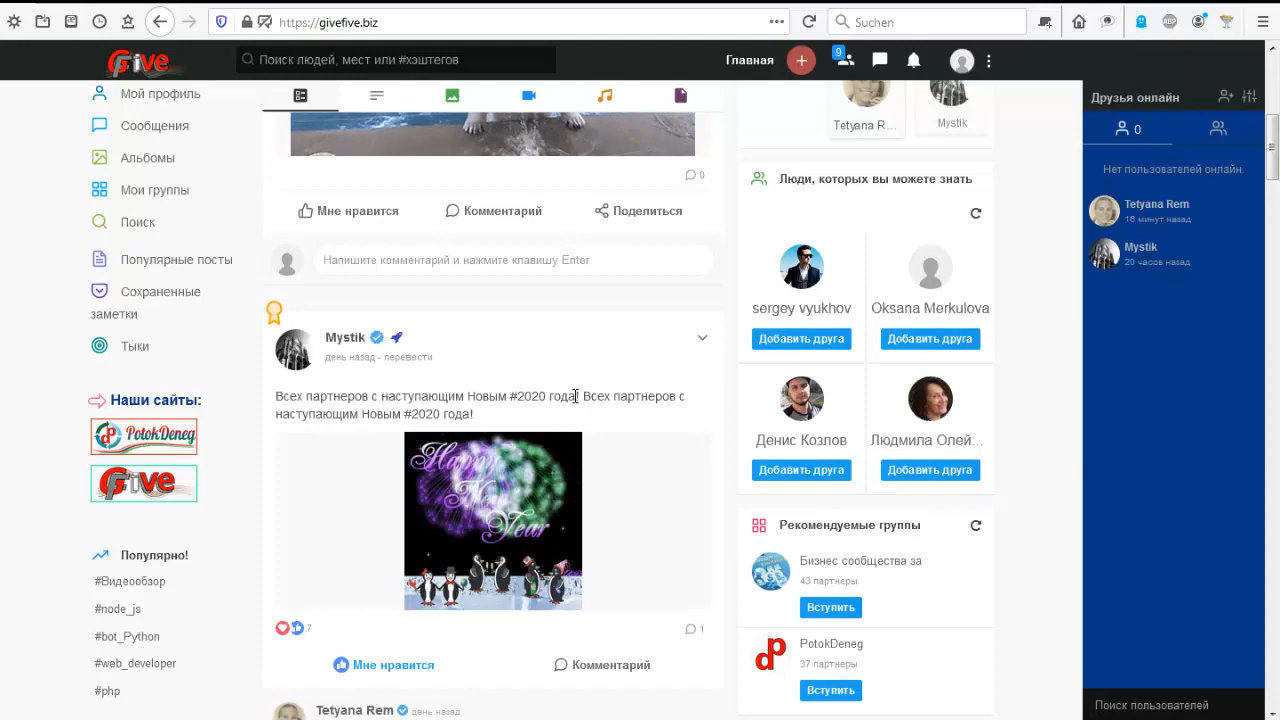 https://givefive.biz
Suchen
Five
Поиск людей, мест или #хэштегов
Главная
9
Мой профиль
Сообщения
Альбомы
Мои группы
Поиск
Популярные посты
Сохраненные
заметки
Тыки
Наши сайты:
PotokDeneg
Five
Популярно!
#Видеообзор
#node_js
#bot_Python
#web_developer
#php
0
Мне нравится
Комментарий
Поделиться
Напишите комментарий и нажмите клавишу Enter
Mystik
день назад - перевести
Всех партнеров с наступающим Новым #2020 года! Всех партнеров с
наступающим Новым #2020 года!
Happy
New
Year
7
1
Мне нравится
Комментарий
Tetyana Rem
день назад
Tetyana R...
Mystik
Люди, которых вы можете знать
sergey vyukhov
Oksana Merkulova
Добавить друга
Добавить друга
Денис Козлов
Людмила Олей...
Добавить друга
Добавить друга
Рекомендуемые группы
Бизнес сообщества за
43 партнеры
Вступить
PotokDeneg
37 партнеры
Вступить
Друзья онлайн
0
Нет пользователей онлайн.
Tetyana Rem
16 минут назад
Mystik
20 часов назад
Поиск пользователей